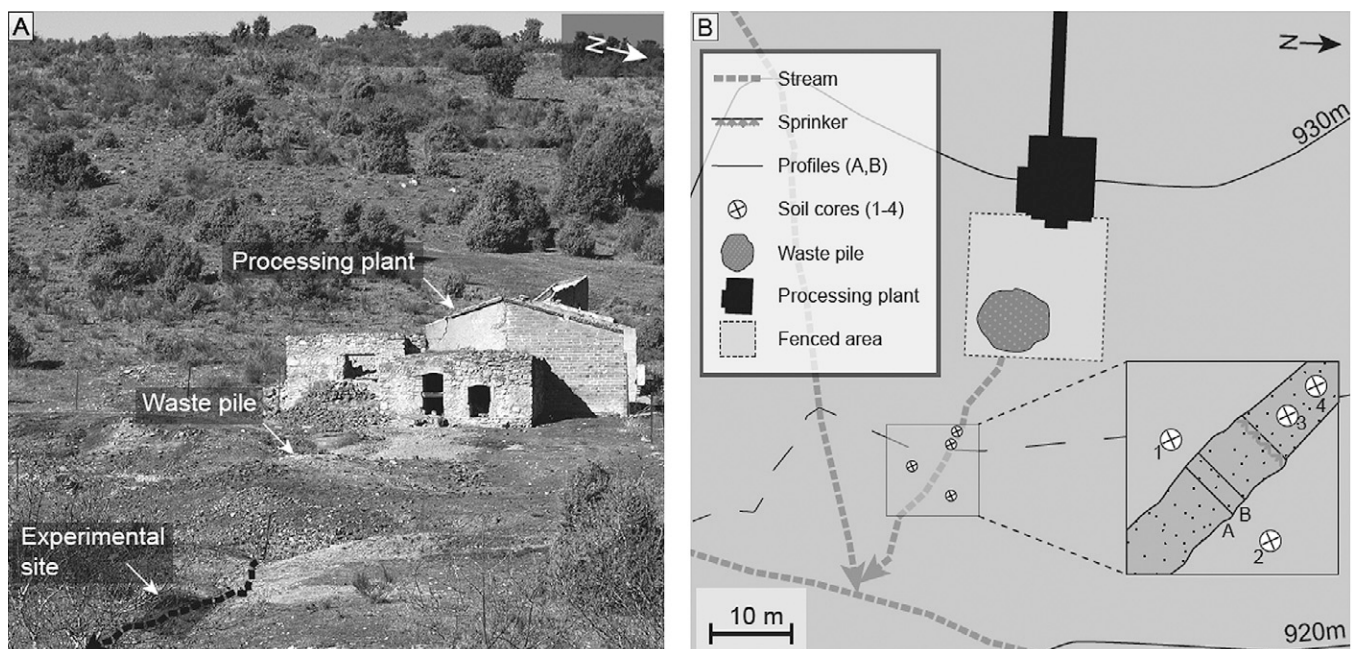 A
N
Processing plant
Waste pile
Experimental
site
B
N
Stream
Sprinker
Profiles (A,B)
Soil cores (1-4)
Waste pile
Processing plant
Fenced area
930m
4
3
1
B
A
2
10 m
920m